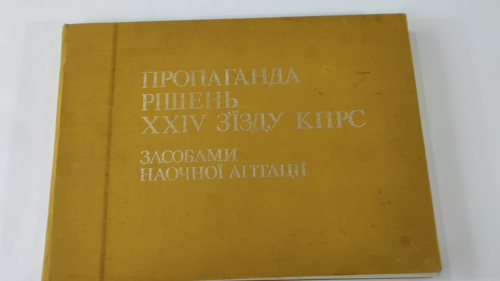 ПРОПАГАНДА
РІШЕНЬ
XXIV З'ЇЗДУ КПРС
ЗАСОБАМИ
НАОЧНОЇ АГІТАЦІЇ